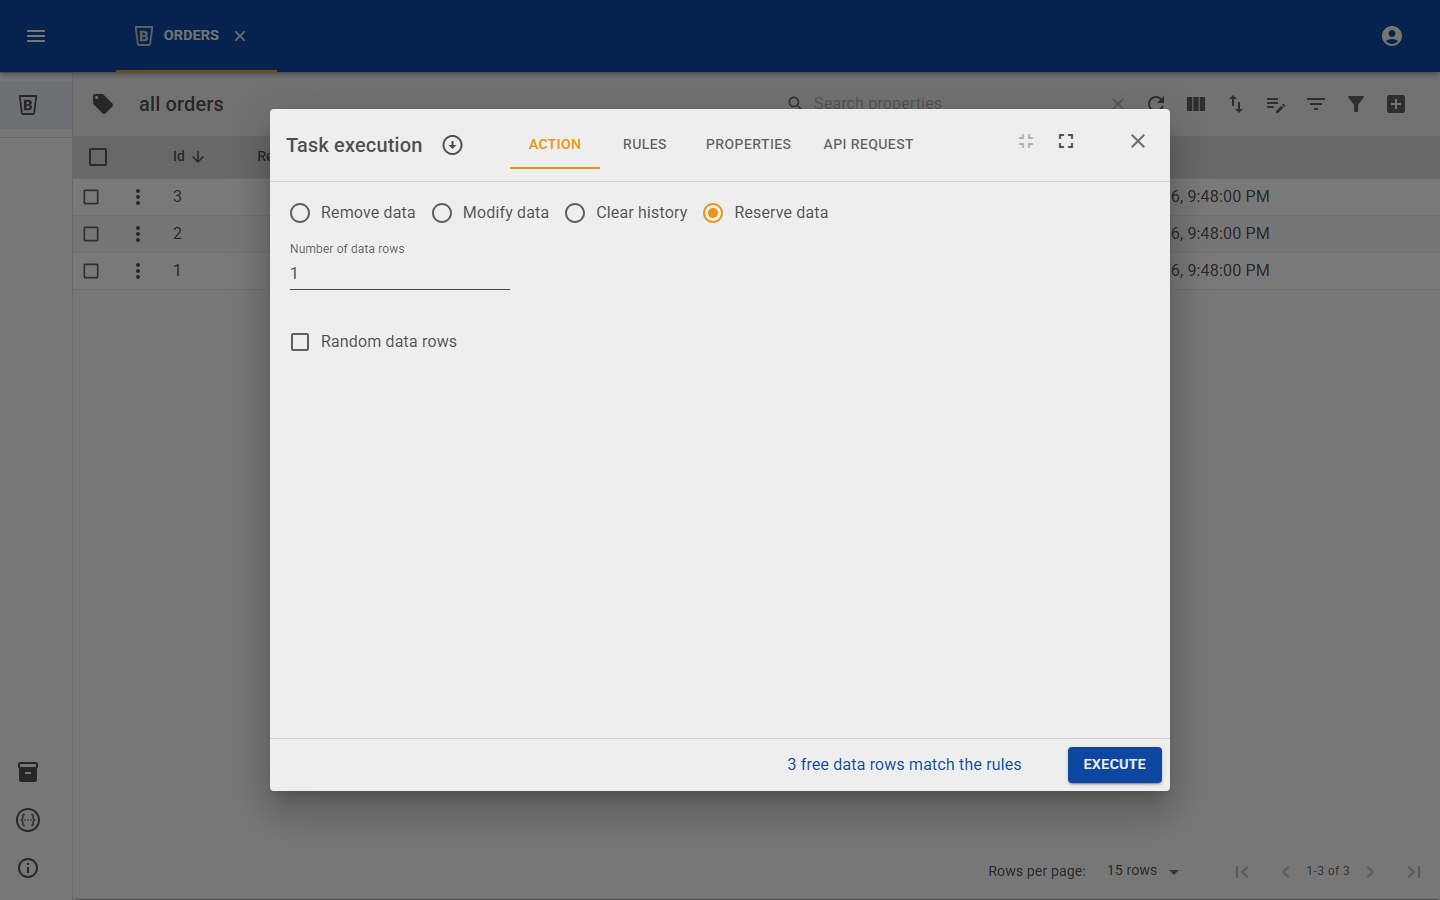 ORDERS
all orders
Search properties
Task execution
ACTION
RULES
PROPERTIES
API REQUEST
Id
Re
3
6, 9:48:00 PM
2
6, 9:48:00 PM
1
6, 9:48:00 PM
Remove data
Modify data
Clear history
Reserve data
Number of data rows
1
Random data rows
3 free data rows match the rules
EXECUTE
Rows per page:
15 rows
1-3 of 3